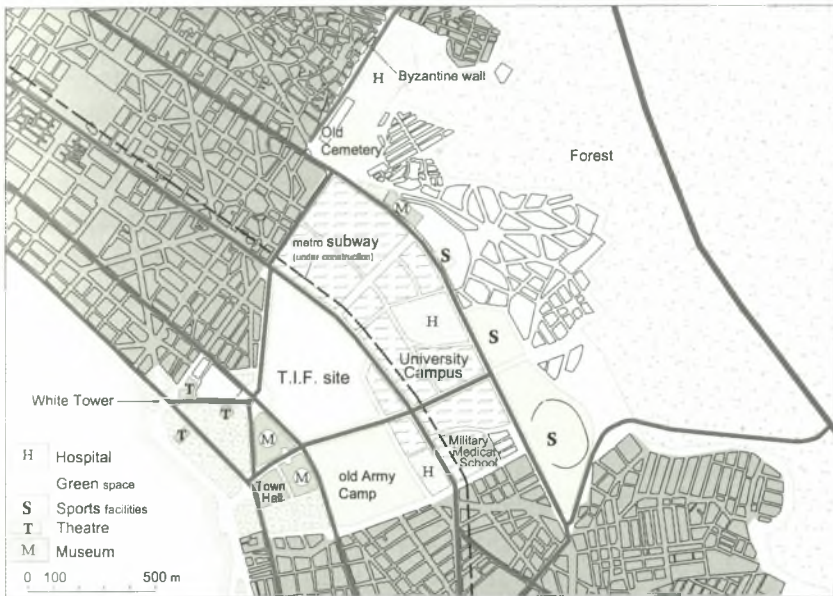 H
Byzantine wall
Old
Cemetery
Forest
M
metro subway
(under construction)
S
H
S
University
Campus
T.I.F. site
T
White Tower
T
T
M
S
Military
Medical
School
H
old Army
Camp
Town
Hall
M
H Hospital
Green space
S Sports facilities
T Theatre
M Museum
0 100 500 m